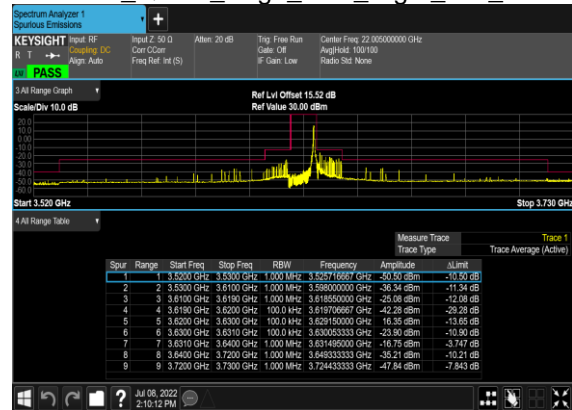 Spectrum Analyzer 1
Spurious Emissions
+
KEYSIGHT
Input: RF
Coupling: DC
Align: Auto
Input Z: 50 Ω
Corr CCorr
Freq Ref: Int (S)
Atten: 20 dB
Trig: Free Run
Gate: Off
IF Gain: Low
Center Freq: 22.005000000 GHz
Avg|Hold: 100/100
Radio Std: None
R T
PASS
3 All Range Graph
Scale/Div 10.0 dB
Ref Lvl Offset 15.52 dB
Ref Value 30.00 dBm
20.0
10.0
0.00
-10.0
-20.0
-30.0
-40.0
-50.0
-60.0
Start 3.520 GHz
Stop 3.730 GHz
4 All Range Table
Measure Trace Trace 1
Trace Type Trace Average (Active)
Spur Range Start Freq Stop Freq RBW Frequency Amplitude ΔLimit
1 1 3.5200 GHz 3.5300 GHz 1.000 MHz 3.525716667 GHz -50.50 dBm -10.50 dB
2 2 3.5300 GHz 3.6100 GHz 1.000 MHz 3.598000000 GHz -36.34 dBm -11.34 dB
3 3 3.6100 GHz 3.6190 GHz 1.000 MHz 3.618550000 GHz -25.08 dBm -12.08 dB
4 4 3.6190 GHz 3.6200 GHz 100.0 kHz 3.619706667 GHz -42.28 dBm -29.28 dB
5 5 3.6200 GHz 3.6300 GHz 100.0 kHz 3.629150000 GHz 16.35 dBm -13.65 dB
6 6 3.6300 GHz 3.6310 GHz 100.0 kHz 3.630053333 GHz -23.90 dBm -10.90 dB
7 7 3.6310 GHz 3.6400 GHz 1.000 MHz 3.631495000 GHz -16.75 dBm -3.747 dB
8 8 3.6400 GHz 3.7200 GHz 1.000 MHz 3.649333333 GHz -35.21 dBm -10.21 dB
9 9 3.7200 GHz 3.7300 GHz 1.000 MHz 3.724433333 GHz -47.84 dBm -7.843 dB
?
Jul 08, 2022
2:10:12 PM